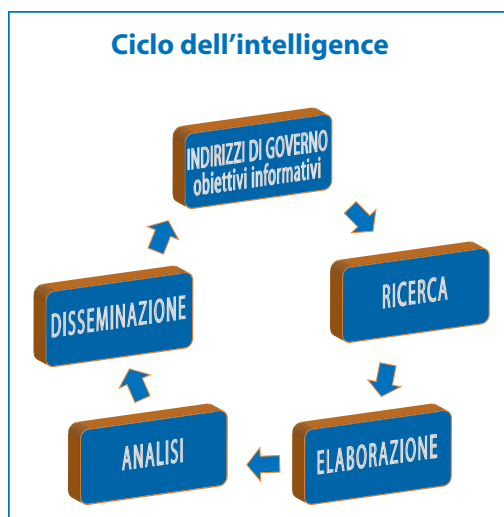 Ciclo dell’intelligence
INDIRIZZI DI GOVERNO
obiettivi informativi
RICERCA
ELABORAZIONE
ANALISI
DISSEMINAZIONE